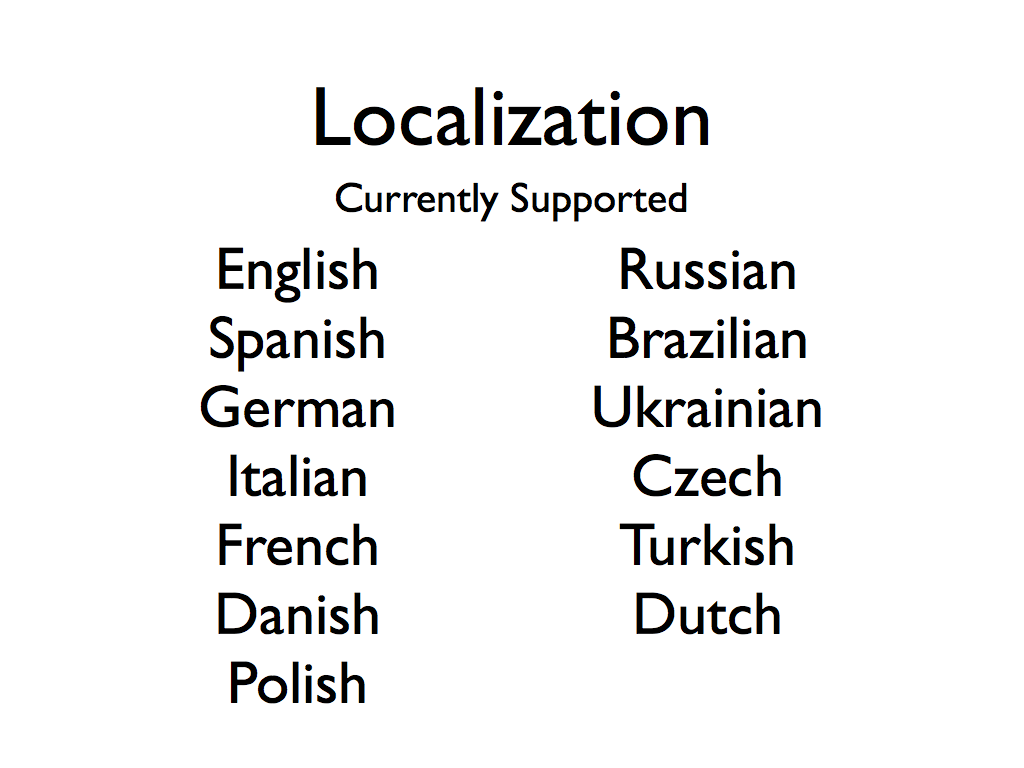 Localization
Currently Supported
English
Spanish
German
Italian
French
Danish
Polish
Russian
Brazilian
Ukrainian
Czech
Turkish
Dutch